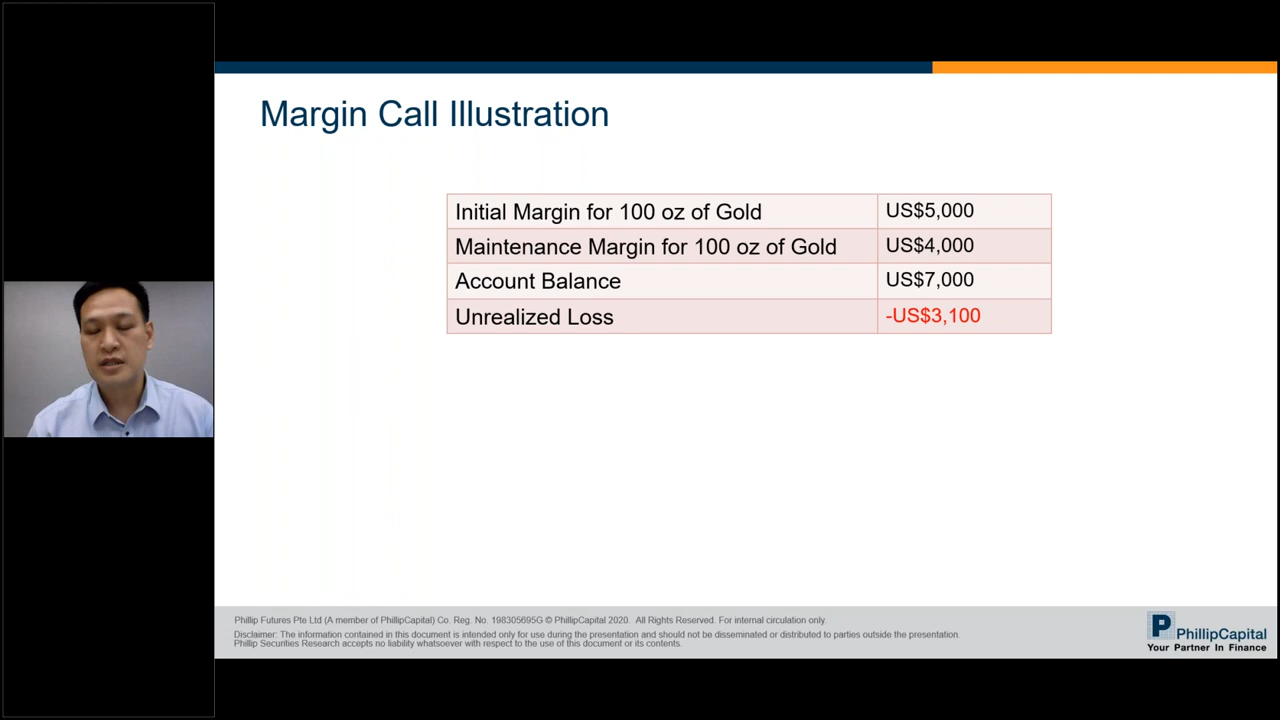 Margin Call Illustration
Initial Margin for 100 oz of Gold US$5,000
Maintenance Margin for 100 oz of Gold US$4,000
Account Balance US$7,000
Unrealized Loss -US$3,100
Phillip Futures Pte Ltd (A member of PhillipCapital) Co. Reg. No. 198305695G © PhillipCapital 2020. All Rights Reserved. For internal circulation only.
Disclaimer: The information contained in this document is intended only for use during the presentation and should not be disseminated or distributed to parties outside the presentation.
Phillip Securities Research accepts no liability whatsoever with respect to the use of this document or its contents.
P PhillipCapital
Your Partner In Finance